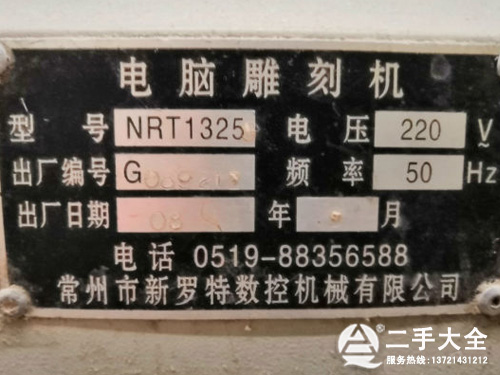 电脑雕刻机
型号 NRT1325 电压 220 V~
出厂编号 G 频率 50 Hz
出厂日期 年 月
电话 0519-88356588
常州市新罗特数控机械有限公司
二手大全
服务热线:13721431212